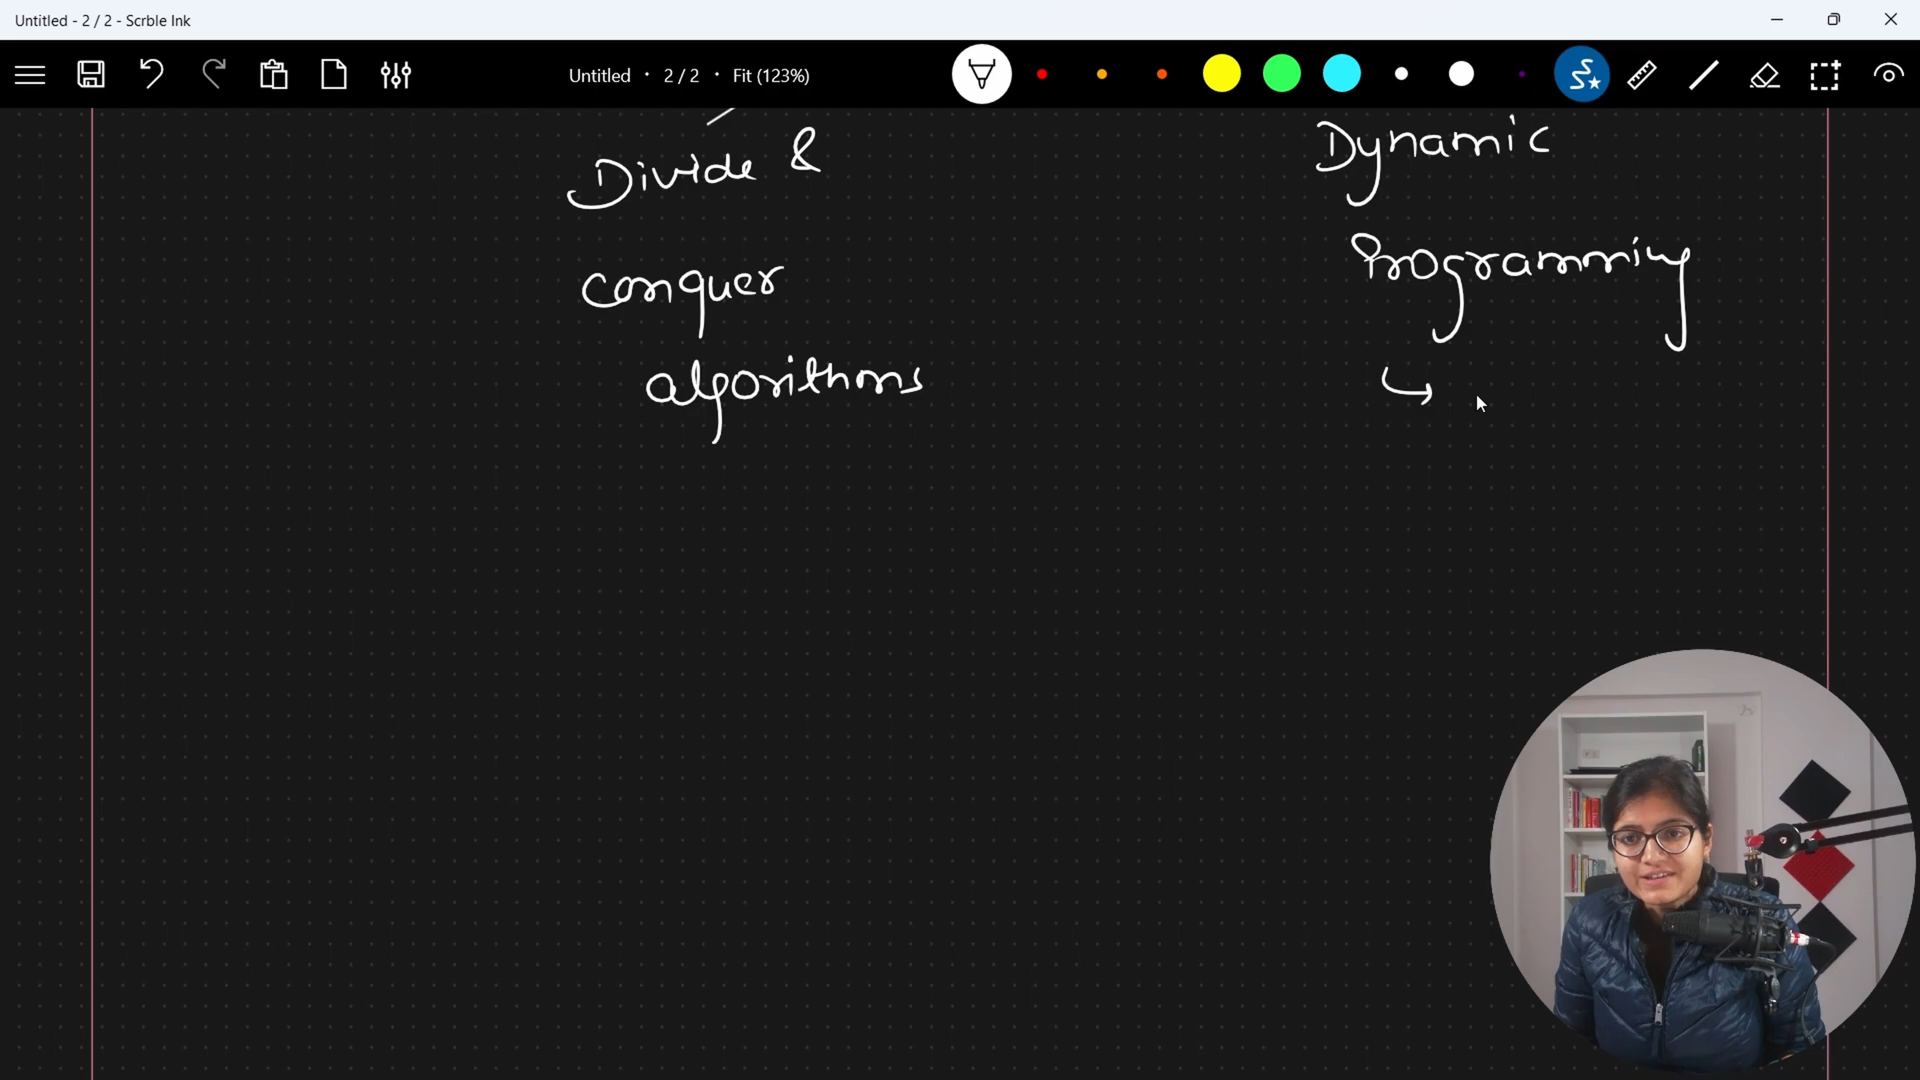 Untitled - 2 / 2 - Scrble Ink
Untitled • 2 / 2 • Fit (123%)
Divide &
conquer
algorithms
Dynamic
Programming